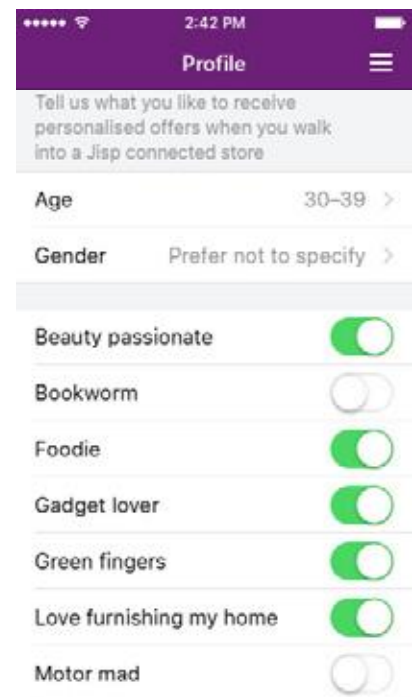 2:42 PM
Profile
Tell us what you like to receive
personalised offers when you walk
into a Jisp connected store
Age 30–39
Gender Prefer not to specify
Beauty passionate
Bookworm
Foodie
Gadget lover
Green fingers
Love furnishing my home
Motor mad